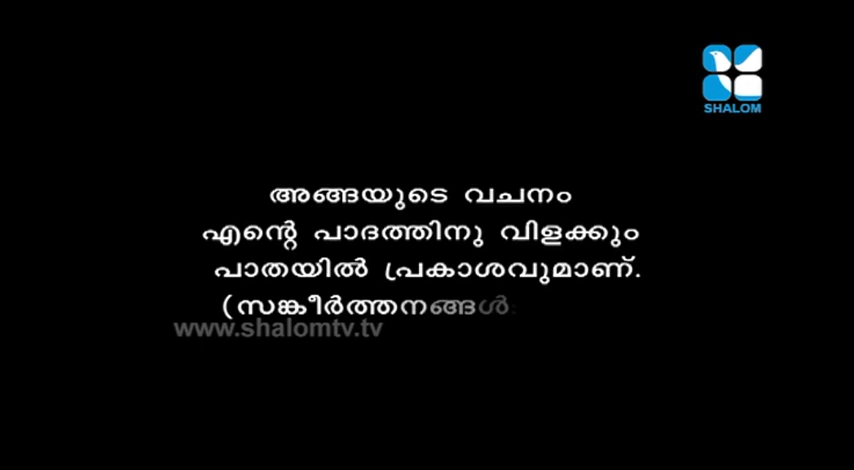 SHALOM
അങ്ങയുടെ വചനം
എന്റെ പാദത്തിനു വിളക്കും
പാതയിൽ പ്രകാശവുമാണ്.
(സങ്കീർത്തനങ്ങൾ:
www.shalomtv.tv